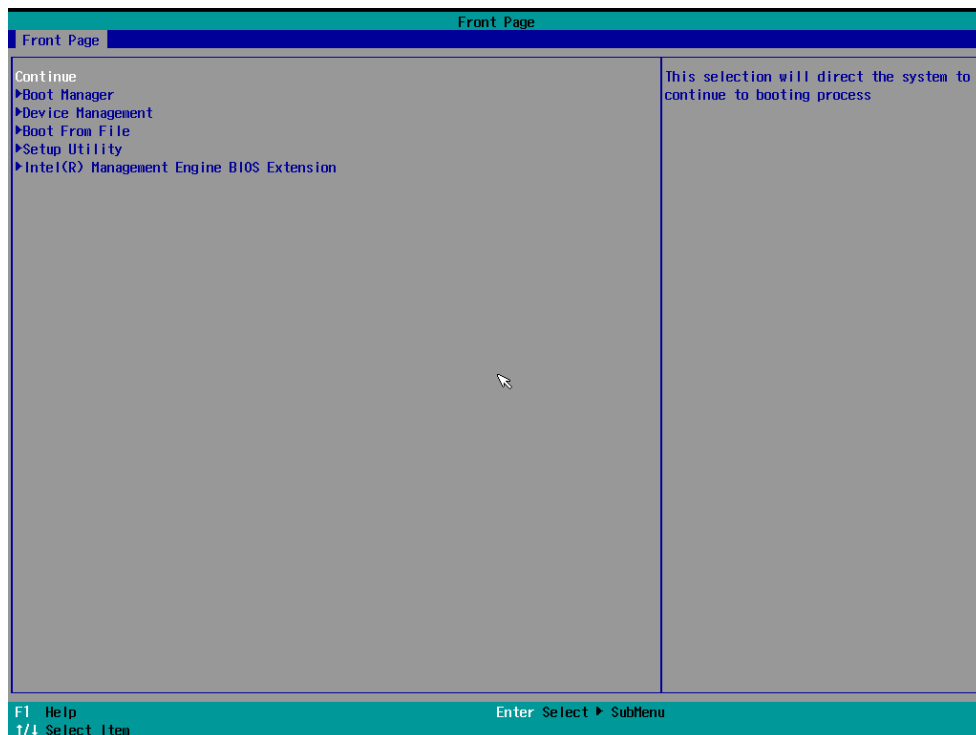 Front Page
Front Page
Continue
▶Boot Manager
▶Device Management
▶Boot From File
▶Setup Utility
▶Intel(R) Management Engine BIOS Extension
This selection will direct the system to
continue to booting process
F1 Help
Enter Select ▶ SubMenu
↑/↓ Select Item